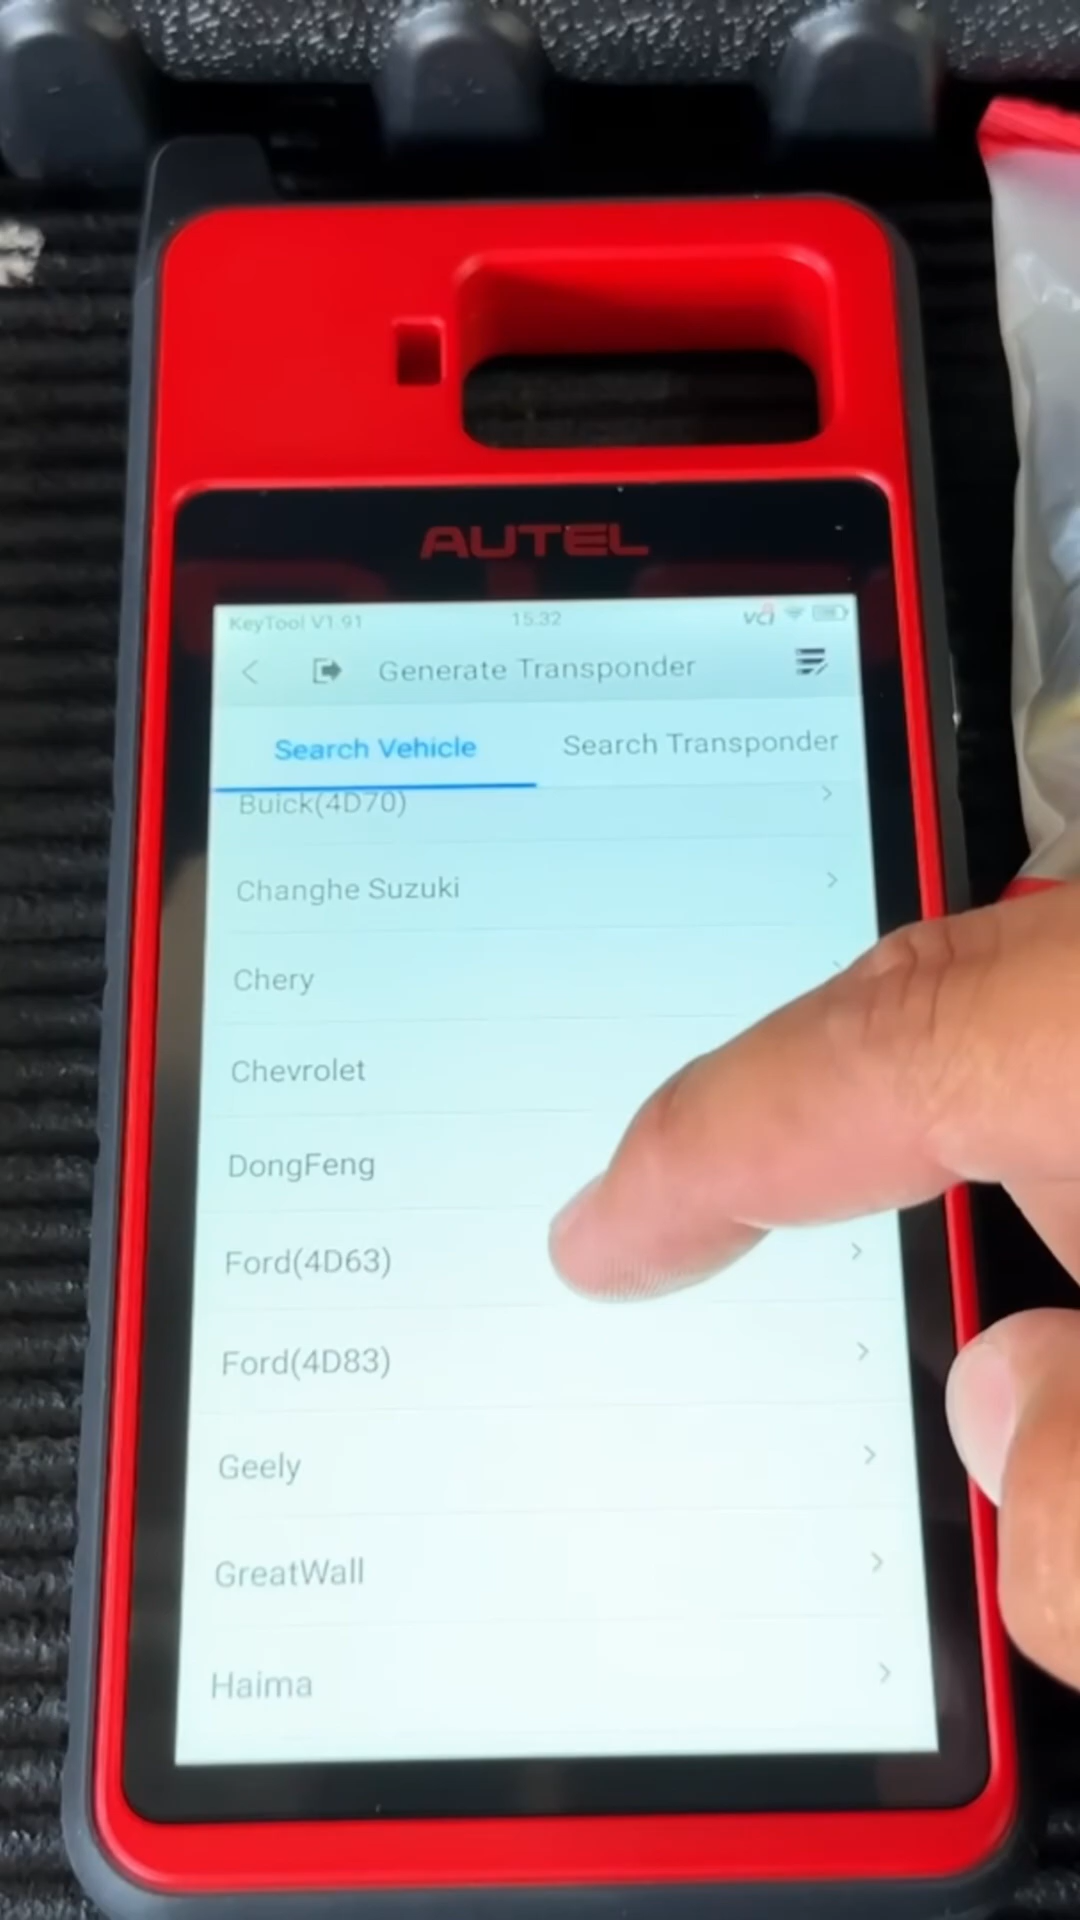 AUTEL
KeyTool V1.91 15:32 VCI
Generate Transponder
Search Vehicle Search Transponder
Buick(4D70)
Changhe Suzuki
Chery
Chevrolet
DongFeng
Ford(4D63)
Ford(4D83)
Geely
GreatWall
Haima